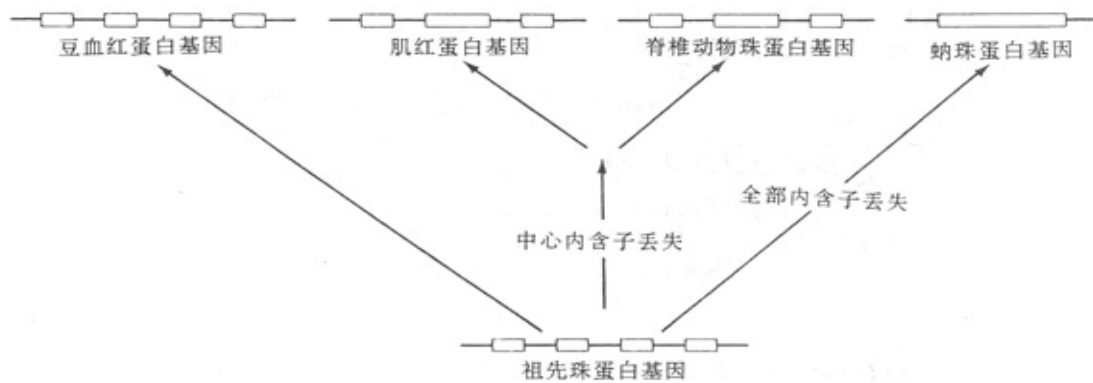 豆血红蛋白基因
肌红蛋白基因
脊椎动物珠蛋白基因
蚋珠蛋白基因
全部内含子丢失
中心内含子丢失
祖先珠蛋白基因